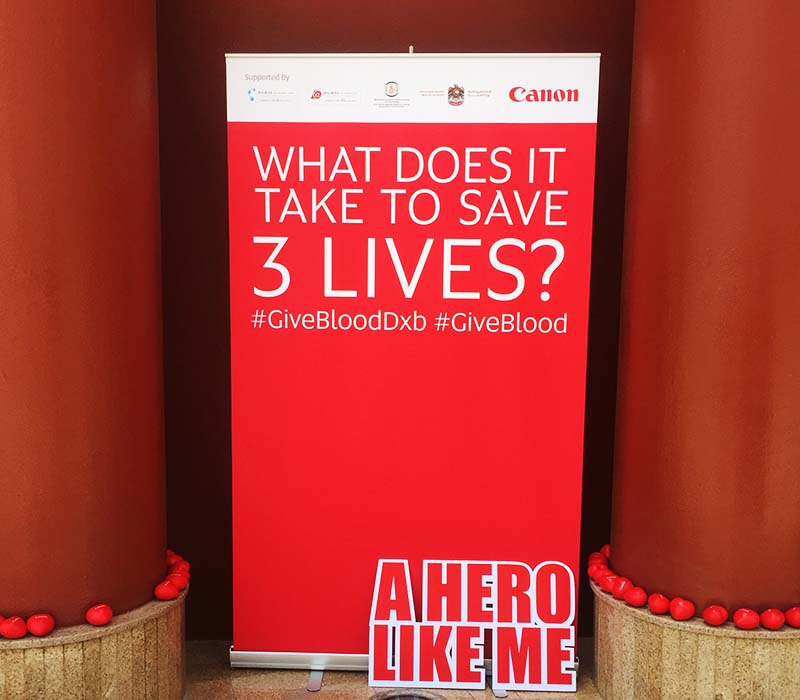 Supported By
Canon
WHAT DOES IT
TAKE TO SAVE
3 LIVES?
#GiveBloodDxb #GiveBlood
A HERO
LIKE ME